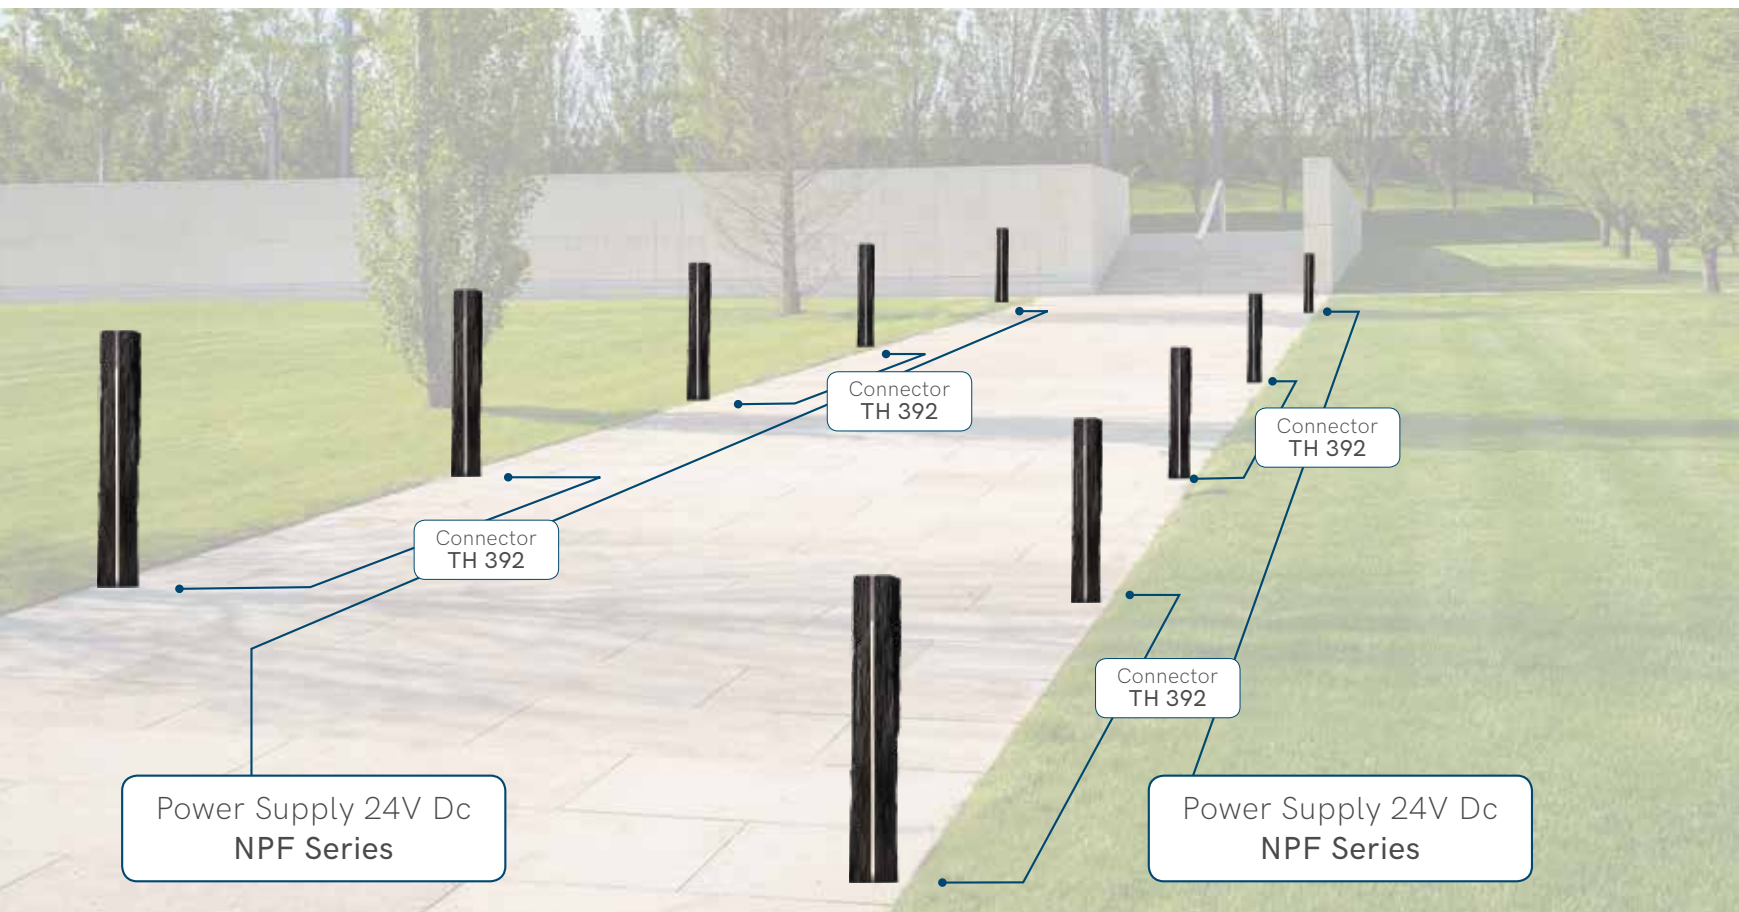 Connector
TH 392
Connector
TH 392
Connector
TH 392
Connector
TH 392
Power Supply 24V Dc
NPF Series
Power Supply 24V Dc
NPF Series